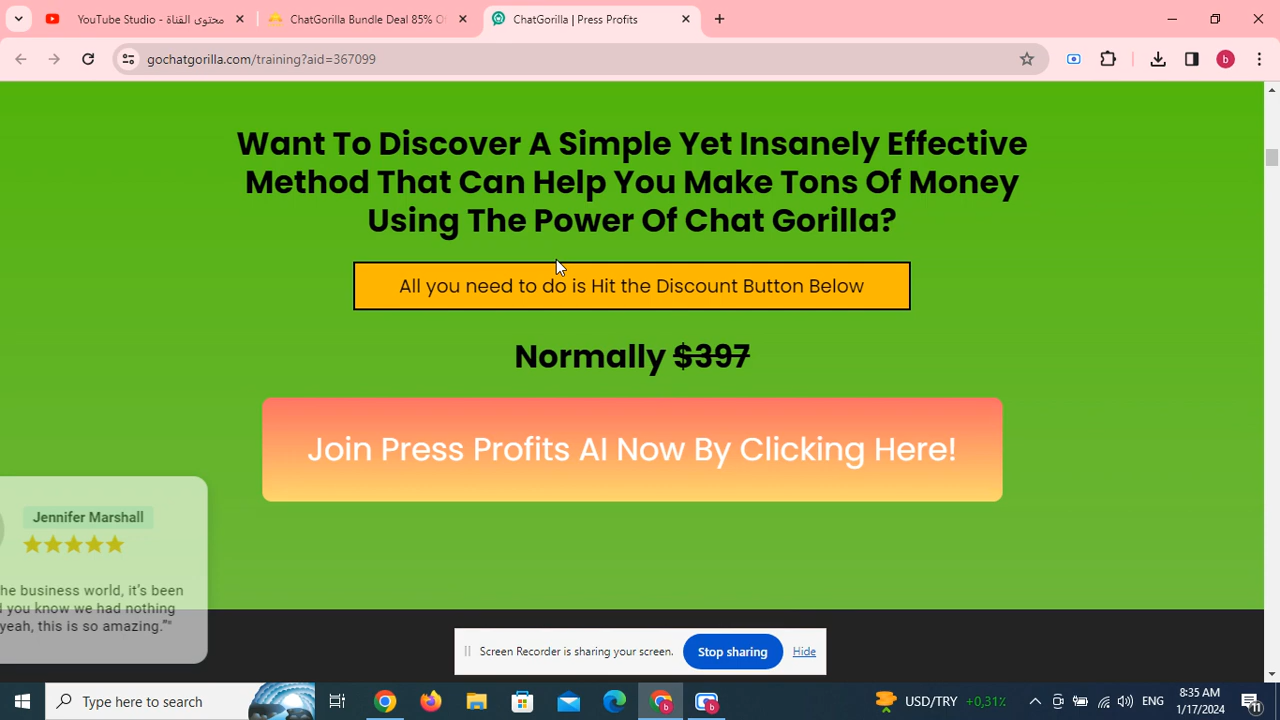 YouTube Studio - محتوى القناة
ChatGorilla Bundle Deal 85% O
ChatGorilla | Press Profits
gochatgorilla.com/training?aid=367099
b
Want To Discover A Simple Yet Insanely Effective
Method That Can Help You Make Tons Of Money
Using The Power Of Chat Gorilla?
All you need to do is Hit the Discount Button Below
Normally $397
Join Press Profits AI Now By Clicking Here!
Jennifer Marshall
he business world, it's been
d you know we had nothing
yeah, this is so amazing."*
Screen Recorder is sharing your screen.
Stop sharing
Hide
Type here to search
USD/TRY +0,31%
ENG
8:35 AM
1/17/2024
11